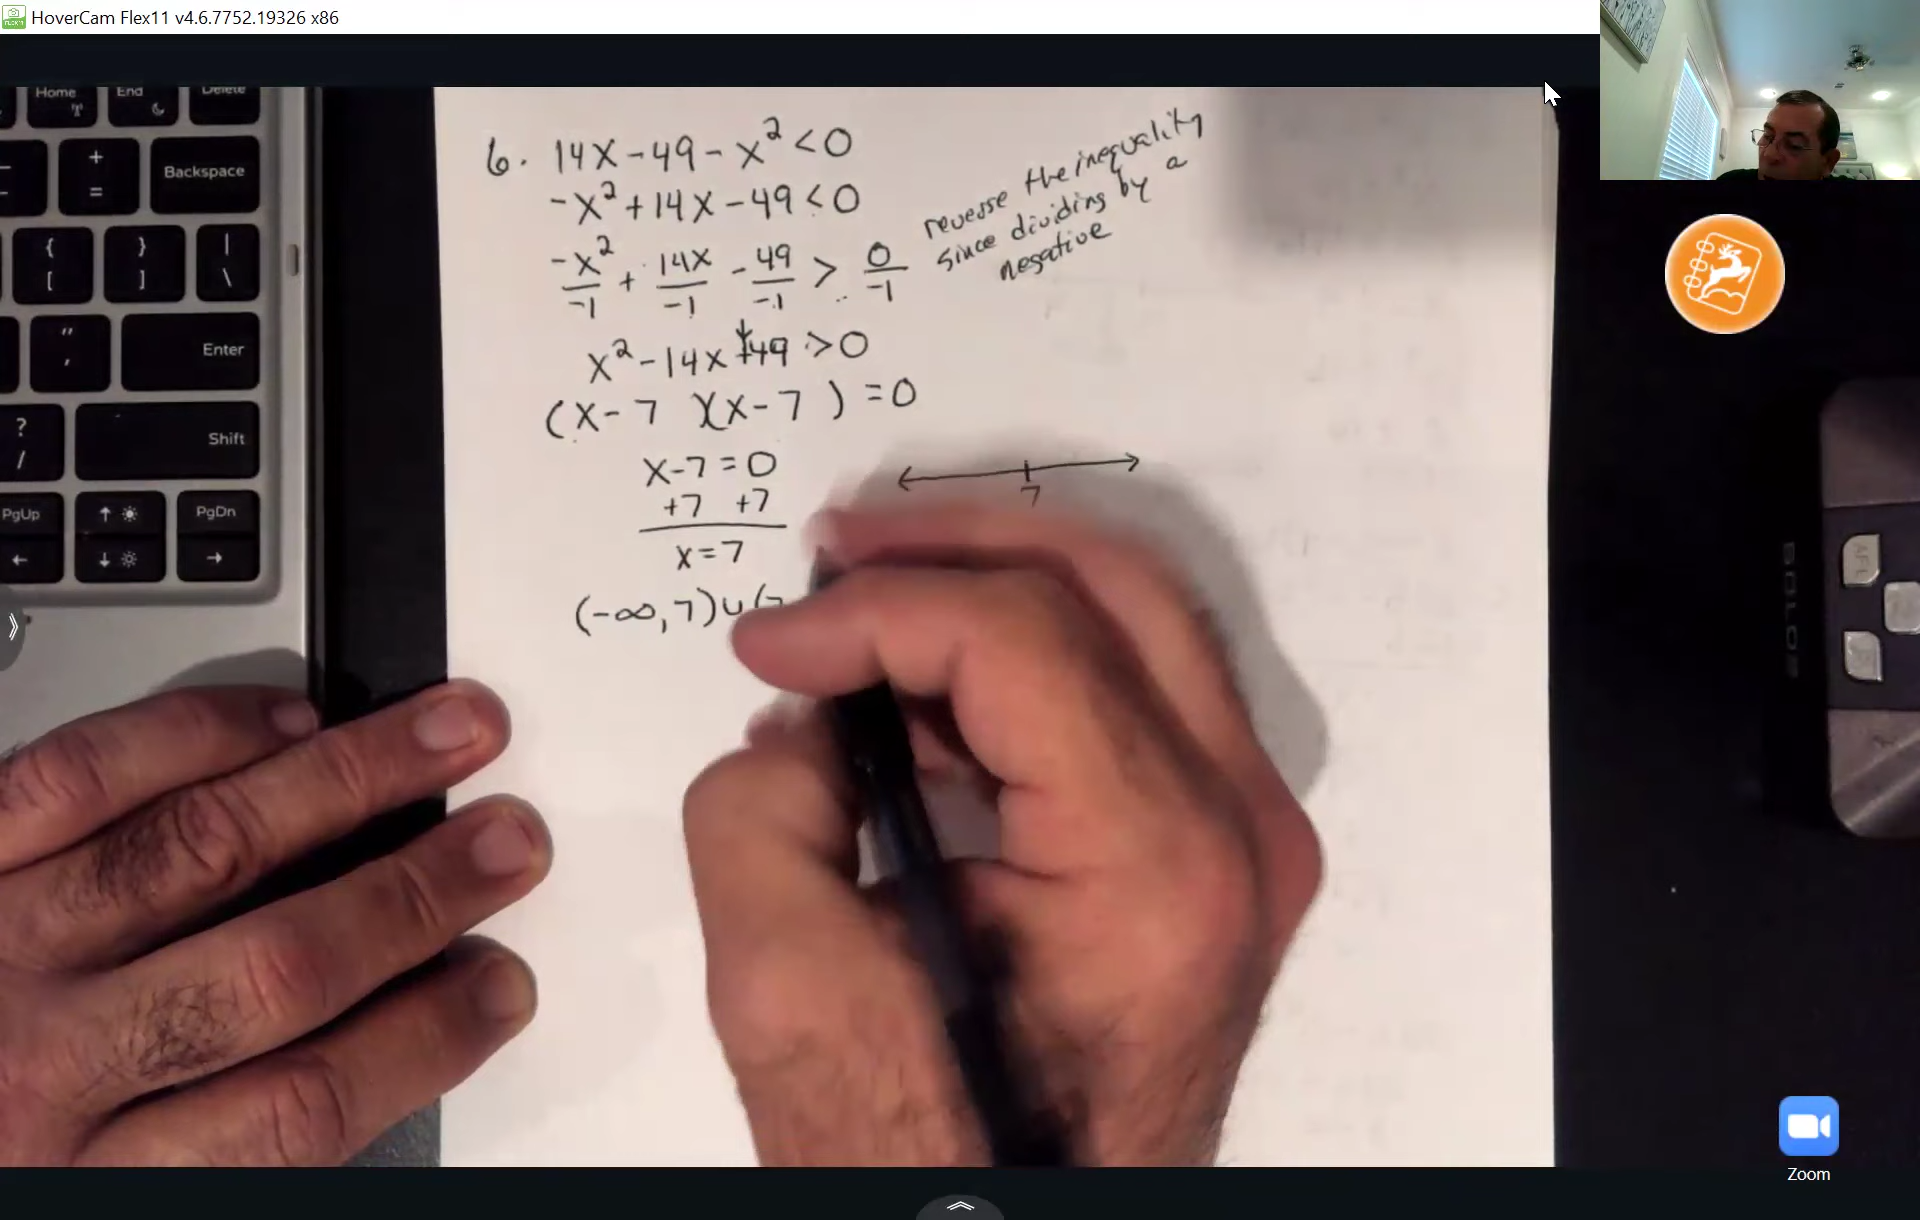 HoverCam Flex11 v4.6.7752.19326 x86
Home End Delete
+ =
Backspace
{ [ } ] | \
" ,
Enter
? /
Shift
PgUp PgDn
6. 14x - 49 - x² < 0
-x² + 14x - 49 < 0
-x²/-1 + 14x/-1 - 49/-1 > 0/-1
reverse the inequality
since dividing by a
negative
x² - 14x + 49 > 0
(x - 7 )(x - 7 ) = 0
x - 7 = 0
+7 +7
x = 7
7
(-∞, 7) ∪ (7
Zoom